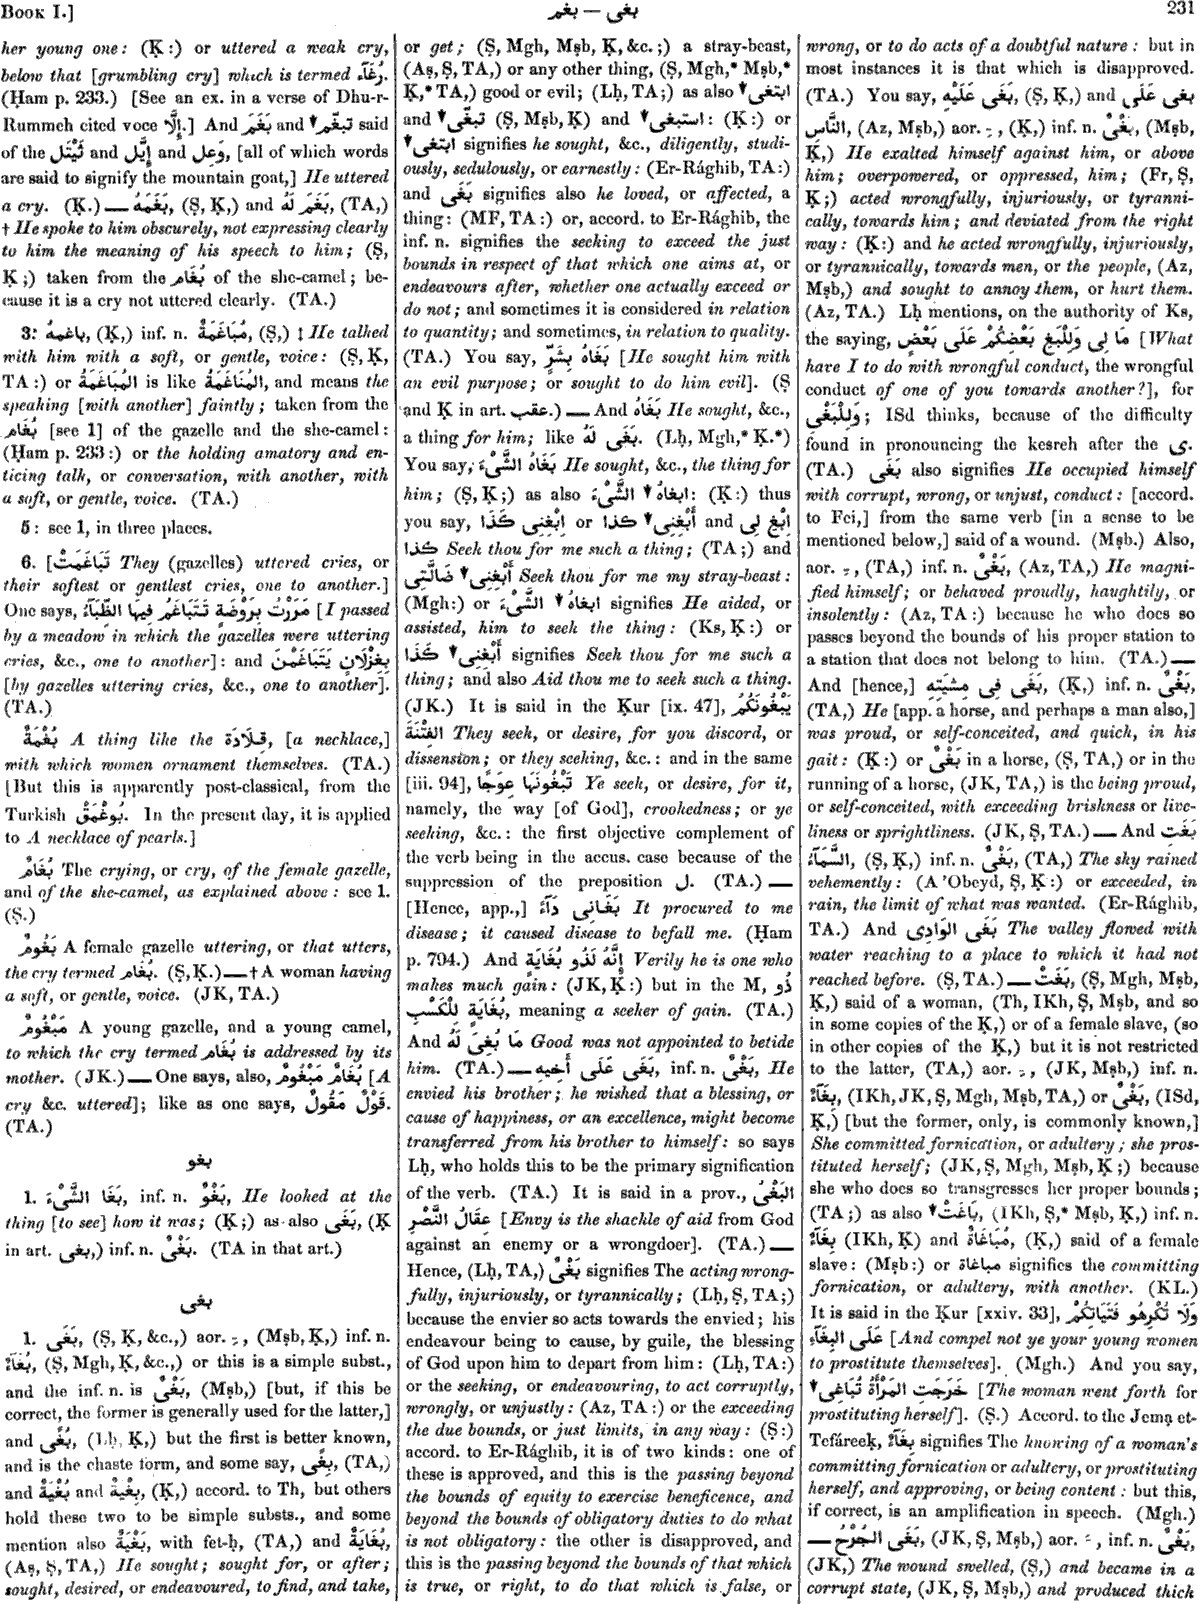 BOOK I.]
بغى — بغم
231
her young one: (Ḳ:) or uttered a weak cry,
below that [grumbling cry] which is termed رُغَآء.
(Ḥam p. 233.) [See an ex. in a verse of Dhu-r-
Rummeh cited voce إِلَّا.] And بَغَمَ and ▼تبغّم said
of the ثَيْتَل and إِيَّل and وَعِل, [all of which words
are said to signify the mountain goat,] He uttered
a cry. (Ḳ.) — بَغَمَهُ, (Ṣ, Ḳ,) and بَغَمَ لَهُ, (TA,)
† He spoke to him obscurely, not expressing clearly
to him the meaning of his speech to him; (Ṣ,
Ḳ;) taken from the بُغَام of the she-camel; be-
cause it is a cry not uttered clearly. (TA.)
3. باغمهُ, (Ḳ,) inf. n. مُبَاغَمَةٌ, (Ṣ,) ‡ He talked
with him with a soft, or gentle, voice: (Ṣ, Ḳ,
TA:) or المُبَاغَمَةُ is like المُنَاغَمَةُ, and means the
speaking [with another] faintly; taken from the
بُغَام [see 1] of the gazelle and the she-camel:
(Ḥam p. 233:) or the holding amatory and en-
ticing talk, or conversation, with another, with
a soft, or gentle, voice. (TA.)
5: see 1, in three places.
6. [تَبَاغَمَتْ They (gazelles) uttered cries, or
their softest or gentlest cries, one to another.]
One says, مَرَرْتُ بِرَوْضَةٍ تَتَبَاغَمُ فِيهَا الظِّبَآءُ [I passed
by a meadow in which the gazelles were uttering
cries, &c., one to another]: and بِغِزْلَانٍ يَتَبَاغَمْنَ
[by gazelles uttering cries, &c., one to another].
(TA.)
بُغْمَةٌ A thing like the قِلَادَة, [a necklace,]
with which women ornament themselves. (TA.)
[But this is apparently post-classical, from the
Turkish بُوغْمَقْ. In the present day, it is applied
to A necklace of pearls.]
بُغَامٌ The crying, or cry, of the female gazelle,
and of the she-camel, as explained above: see 1.
(Ṣ.)
بَغُومٌ A female gazelle uttering, or that utters,
the cry termed بُغَام. (Ṣ, Ḳ.) — † A woman having
a soft, or gentle, voice. (JK, TA.)
مَبْغُومٌ A young gazelle, and a young camel,
to which the cry termed بُغَام is addressed by its
mother. (JK.) — One says, also, بُغَامٌ مَبْغُومٌ [A
cry &c. uttered]; like as one says, قَوْلٌ مَقُولٌ.
(TA.)
بغو
1. بَغَا الشَّىْءَ, inf. n. بَغْوٌ, He looked at the
thing [to see] how it was; (Ḳ;) as also بَغَى, (Ḳ
in art. بغى,) inf. n. بَغْىٌ. (TA in that art.)
بغى
1. بَغَى, (Ṣ, Ḳ, &c.,) aor. ـِ, (Mṣb, Ḳ,) inf. n.
بُغَآءٌ, (Ṣ, Mgh, Ḳ, &c.,) or this is a simple subst.,
and the inf. n. is بَغْىٌ, (Mṣb,) [but, if this be
correct, the former is generally used for the latter,]
and بُغًى, (Lḥ, Ḳ,) but the first is better known,
and is the chaste form, and some say, بِغًى, (TA,)
and بُغْيَةٌ and بِغْيَةٌ, (Ḳ,) accord. to Th, but others
hold these two to be simple substs., and some
mention also بَغْيَةٌ, with fet-ḥ, (TA,) and بُغَايَةٌ,
(Aṣ, Ṣ, TA,) He sought; sought for, or after;
sought, desired, or endeavoured, to find, and take,
or get; (Ṣ, Mgh, Mṣb, Ḳ, &c.;) a stray-beast,
(Aṣ, Ṣ, TA,) or any other thing, (Ṣ, Mgh,* Mṣb,*
Ḳ,* TA,) good or evil; (Lḥ, TA;) as also ▼ابتغى
and ▼تبغّى (Ṣ, Mṣb, Ḳ) and ▼استبغى: (Ḳ:) or
▼ابتغى signifies he sought, &c., diligently, studi-
ously, sedulously, or earnestly: (Er-Rághib, TA:)
and بَغَى signifies also he loved, or affected, a
thing: (MF, TA:) or, accord. to Er-Rághib, the
inf. n. signifies the seeking to exceed the just
bounds in respect of that which one aims at, or
endeavours after, whether one actually exceed or
do not; and sometimes it is considered in relation
to quantity; and sometimes, in relation to quality.
(TA.) You say, بَغَاهُ بِشَرٍّ [He sought him with
an evil purpose; or sought to do him evil]. (Ṣ
and Ḳ in art. عقب.) — And بَغَاهُ He sought, &c.,
a thing for him; like بَغَى لَهُ. (Lḥ, Mgh,* Ḳ.*)
You say, بَغَاهُ الشَّىْءَ He sought, &c., the thing for
him; (Ṣ, Ḳ;) as also ▼ابغاهُ الشَّىْءَ: (Ḳ:) thus
you say, اِبْغِنِى كَذَا or ▼أَبْغِنِى كذا and اِبْغِ لِى
كذا Seek thou for me such a thing; (TA;) and
▼أَبْغِنِى ضَالَّتِى Seek thou for me my stray-beast:
(Mgh:) or ▼ابغاهُ الشَّىْءَ signifies He aided, or
assisted, him to seek the thing: (Ks, Ḳ:) or
▼أَبْغِنِى كَذَا signifies Seek thou for me such a
thing; and also Aid thou me to seek such a thing.
(JK.) It is said in the Ḳur [ix. 47], يَبْغُونَكُمُ
الفِتْنَةَ They seek, or desire, for you discord, or
dissension; or they seeking, &c.: and in the same
[iii. 94], تَبْغُونَهَا عِوَجًا Ye seek, or desire, for it,
namely, the way [of God], crookedness; or ye
seeking, &c.: the first objective complement of
the verb being in the accus. case because of the
suppression of the preposition لِ. (TA.) —
[Hence, app.,] بَغَانِى دَآءً It procured to me
disease; it caused disease to befall me. (Ḥam
p. 794.) And إِنَّهُ لَذُو بُغَايَةٍ Verily he is one who
makes much gain: (JK, Ḳ:) but in the M, ذُو
بُغَايَةٍ لِلْكَسْبِ, meaning a seeker of gain. (TA.)
And مَا بُغِىَ لَهُ Good was not appointed to betide
him. (TA.) — بَغَى عَلَى أَخِيهِ, inf. n. بَغْىٌ, He
envied his brother; he wished that a blessing, or
cause of happiness, or an excellence, might become
transferred from his brother to himself: so says
Lḥ, who holds this to be the primary signification
of the verb. (TA.) It is said in a prov., البَغْىُ
عِقَالُ النَّصْرِ [Envy is the shackle of aid from God
against an enemy or a wrongdoer]. (TA.) —
Hence, (Lḥ, TA,) بَغْىٌ signifies The acting wrong-
fully, injuriously, or tyrannically; (Lḥ, Ṣ, TA;)
because the envier so acts towards the envied; his
endeavour being to cause, by guile, the blessing
of God upon him to depart from him: (Lḥ, TA:)
or the seeking, or endeavouring, to act corruptly,
wrongly, or unjustly: (Az, TA:) or the exceeding
the due bounds, or just limits, in any way: (Ṣ:)
accord. to Er-Rághib, it is of two kinds: one of
these is approved, and this is the passing beyond
the bounds of equity to exercise beneficence, and
beyond the bounds of obligatory duties to do what
is not obligatory: the other is disapproved, and
this is the passing beyond the bounds of that which
is true, or right, to do that which is false, or
wrong, or to do acts of a doubtful nature: but in
most instances it is that which is disapproved.
(TA.) You say, بَغَى عَلَيْهِ, (Ṣ, Ḳ,) and بغى عَلَى
النَّاسِ, (Az, Mṣb,) aor. ـِ, (Ḳ,) inf. n. بَغْىٌ, (Mṣb,
Ḳ,) He exalted himself against him, or above
him; overpowered, or oppressed, him; (Fr, Ṣ,
Ḳ;) acted wrongfully, injuriously, or tyranni-
cally, towards him; and deviated from the right
way: (Ḳ:) and he acted wrongfully, injuriously,
or tyrannically, towards men, or the people, (Az,
Mṣb,) and sought to annoy them, or hurt them.
(Az, TA.) Lḥ mentions, on the authority of Ks,
the saying, مَا لِى وَلِلْبَغِ بَعْضُكُمْ عَلَى بَعْضٍ [What
have I to do with wrongful conduct, the wrongful
conduct of one of you towards another?], for
وَلِلْبَغْىِ; ISd thinks, because of the difficulty
found in pronouncing the kesreh after the ى.
(TA.) بَغَى also signifies He occupied himself
with corrupt, wrong, or unjust, conduct: [accord.
to Fei,] from the same verb [in a sense to be
mentioned below,] said of a wound. (Mṣb.) Also,
aor. ـِ, (TA,) inf. n. بَغْىٌ, (Az, TA,) He magni-
fied himself; or behaved proudly, haughtily, or
insolently: (Az, TA:) because he who does so
passes beyond the bounds of his proper station to
a station that does not belong to him. (TA.) —
And [hence,] بَغَى فِى مِشْيَتِهِ, (Ḳ,) inf. n. بَغْىٌ,
(TA,) He [app. a horse, and perhaps a man also,]
was proud, or self-conceited, and quick, in his
gait: (Ḳ:) or بَغْىٌ in a horse, (Ṣ, TA,) or in the
running of a horse, (JK, TA,) is the being proud,
or self-conceited, with exceeding briskness or live-
liness or sprightliness. (JK, Ṣ, TA.) — And بَغَتِ
السَّمَآءُ, (Ṣ, Ḳ,) inf. n. بَغْىٌ, (TA,) The sky rained
vehemently: (A'Obeyd, Ṣ, Ḳ:) or exceeded, in
rain, the limit of what was wanted. (Er-Rághib,
TA.) And بَغَى الوَادِى The valley flowed with
water reaching to a place to which it had not
reached before. (Ṣ, TA.) — بَغَتْ, (Ṣ, Mgh, Mṣb,
Ḳ,) said of a woman, (Th, IKh, Ṣ, Mṣb, and so
in some copies of the Ḳ,) or of a female slave, (so
in other copies of the Ḳ,) but it is not restricted
to the latter, (TA,) aor. ـِ, (JK, Mṣb,) inf. n.
بِغَآءٌ, (IKh, JK, Ṣ, Mgh, Mṣb, TA,) or بَغْىٌ, (ISd,
Ḳ,) [but the former, only, is commonly known,]
She committed fornication, or adultery; she pros-
tituted herself; (JK, Ṣ, Mgh, Mṣb, Ḳ;) because
she who does so transgresses her proper bounds;
(TA;) as also ▼بَاغَتْ, (IKh, Ṣ,* Mṣb, Ḳ,) inf. n.
بِغَآءٌ (IKh, Ḳ) and مُبَاغَاةٌ, (Ḳ,) said of a female
slave: (Mṣb:) or مباغاة signifies the committing
fornication, or adultery, with another. (KL.)
It is said in the Ḳur [xxiv. 33], وَلَا تُكْرِهُو فَتَيَاتِكُمْ
عَلَى البِغَآءِ [And compel not ye your young women
to prostitute themselves]. (Mgh.) And you say,
▼خَرَجَتِ المَرْأَةُ تُبَاغِى [The woman went forth for
prostituting herself]. (Ṣ.) Accord. to the Jema et-
Tefáreeḳ, بِغَآءٌ signifies The knowing of a woman's
committing fornication or adultery, or prostituting
herself, and approving, or being content: but this,
if correct, is an amplification in speech. (Mgh.)
— بَغَى الجُرْحُ, (JK, Ṣ, Mṣb,) aor. ـِ, inf. n. بَغْىٌ,
(JK,) The wound swelled, (Ṣ,) and became in a
corrupt state, (JK, Ṣ, Mṣb,) and produced thick